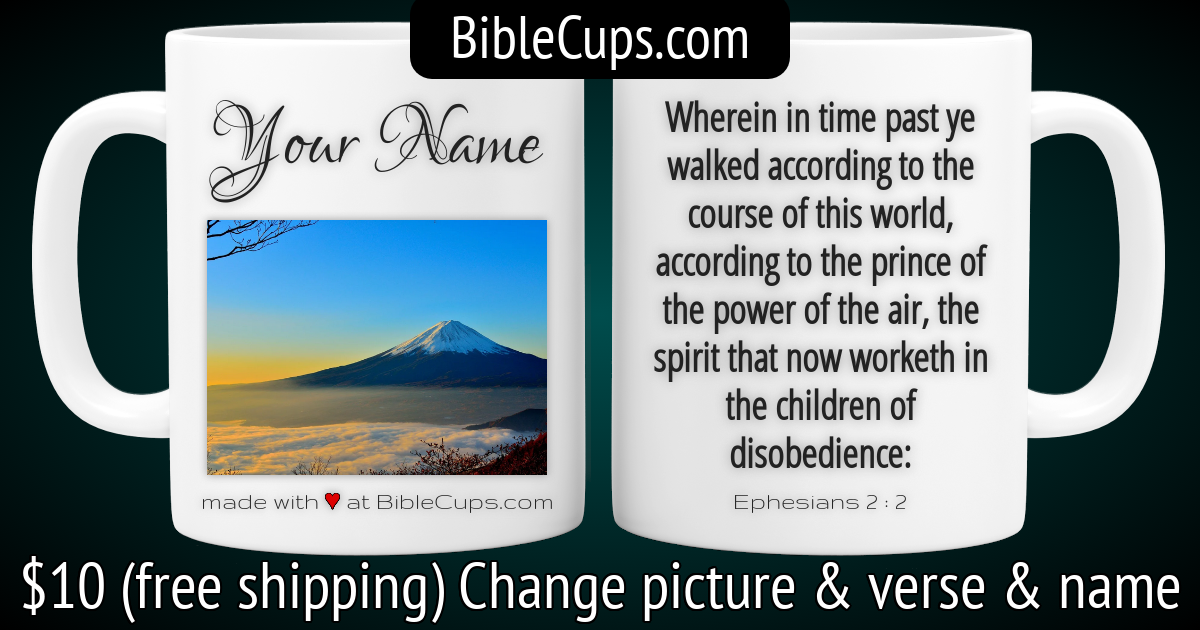 BibleCups.com
Your Name
made with ♥ at BibleCups.com
Wherein in time past ye
walked according to the
course of this world,
according to the prince of
the power of the air, the
spirit that now worketh in
the children of
disobedience:
Ephesians 2 : 2
$10 (free shipping) Change picture & verse & name